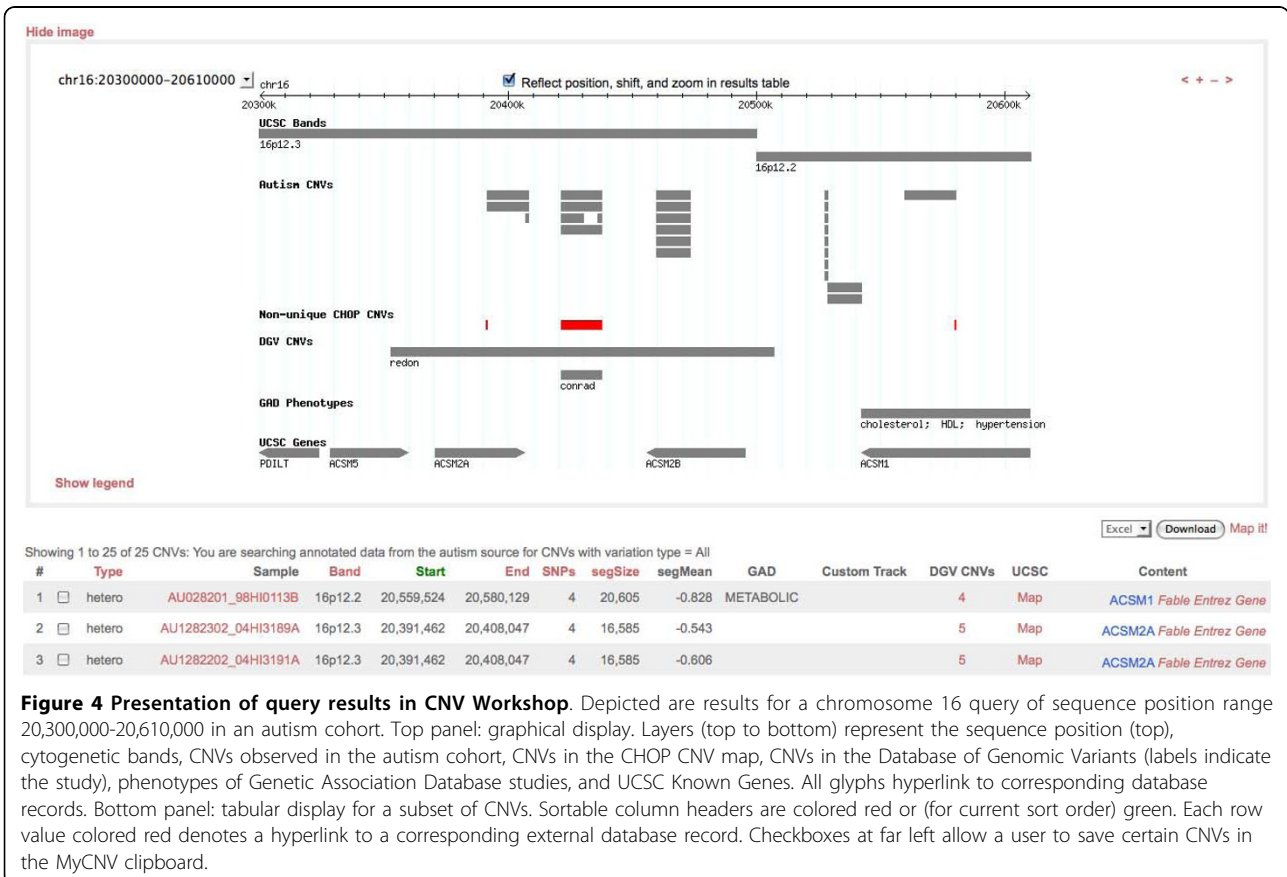 Hide image
chr16:20300000-20610000
chr16
Reflect position, shift, and zoom in results table
< + - >
20300k 20400k 20500k 20600k
UCSC Bands
16p12.3
16p12.2
Autism CNVs
Non-unique CHOP CNVs
DGV CNVs
redon
conrad
GAD Phenotypes
cholesterol; HDL; hypertension
UCSC Genes
PDILT ACSM5 ACSM2A ACSM2B ACSM1
Show legend
Excel Download Map it!
Showing 1 to 25 of 25 CNVs: You are searching annotated data from the autism source for CNVs with variation type = All
# Type Sample Band Start End SNPs segSize segMean GAD Custom Track DGV CNVs UCSC Content
1 hetero AU028201_98HI0113B 16p12.2 20,559,524 20,580,129 4 20,605 -0.828 METABOLIC 4 Map ACSM1 Fable Entrez Gene
2 hetero AU1282302_04HI3189A 16p12.3 20,391,462 20,408,047 4 16,585 -0.543 5 Map ACSM2A Fable Entrez Gene
3 hetero AU1282202_04HI3191A 16p12.3 20,391,462 20,408,047 4 16,585 -0.606 5 Map ACSM2A Fable Entrez Gene
Figure 4 Presentation of query results in CNV Workshop. Depicted are results for a chromosome 16 query of sequence position range
20,300,000-20,610,000 in an autism cohort. Top panel: graphical display. Layers (top to bottom) represent the sequence position (top),
cytogenetic bands, CNVs observed in the autism cohort, CNVs in the CHOP CNV map, CNVs in the Database of Genomic Variants (labels indicate
the study), phenotypes of Genetic Association Database studies, and UCSC Known Genes. All glyphs hyperlink to corresponding database
records. Bottom panel: tabular display for a subset of CNVs. Sortable column headers are colored red or (for current sort order) green. Each row
value colored red denotes a hyperlink to a corresponding external database record. Checkboxes at far left allow a user to save certain CNVs in
the MyCNV clipboard.